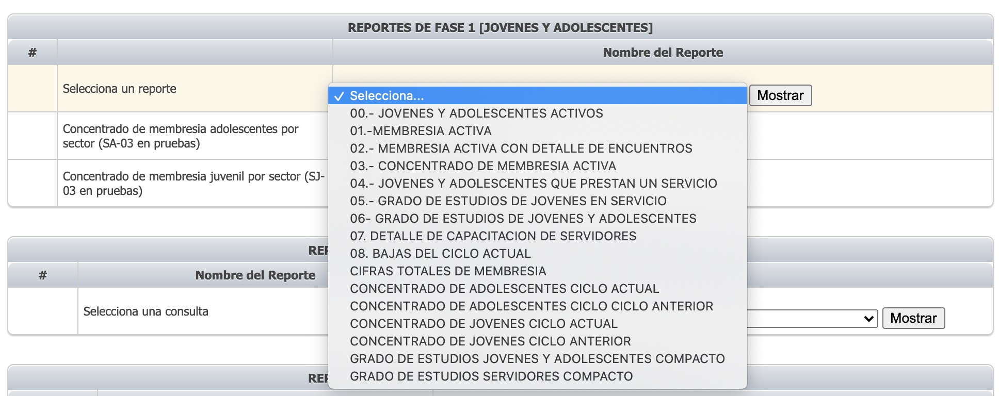 REPORTES DE FASE 1 [JOVENES Y ADOLESCENTES]
#
Nombre del Reporte
Selecciona un reporte
✓ Selecciona...
Mostrar
00.- JOVENES Y ADOLESCENTES ACTIVOS
01.-MEMBRESIA ACTIVA
02.- MEMBRESIA ACTIVA CON DETALLE DE ENCUENTROS
03.- CONCENTRADO DE MEMBRESIA ACTIVA
04.- JOVENES Y ADOLESCENTES QUE PRESTAN UN SERVICIO
05.- GRADO DE ESTUDIOS DE JOVENES EN SERVICIO
06- GRADO DE ESTUDIOS DE JOVENES Y ADOLESCENTES
07. DETALLE DE CAPACITACION DE SERVIDORES
08. BAJAS DEL CICLO ACTUAL
CIFRAS TOTALES DE MEMBRESIA
CONCENTRADO DE ADOLESCENTES CICLO ACTUAL
CONCENTRADO DE ADOLESCENTES CICLO CICLO ANTERIOR
CONCENTRADO DE JOVENES CICLO ACTUAL
CONCENTRADO DE JOVENES CICLO ANTERIOR
GRADO DE ESTUDIOS JOVENES Y ADOLESCENTES COMPACTO
GRADO DE ESTUDIOS SERVIDORES COMPACTO
Concentrado de membresia adolescentes por
sector (SA-03 en pruebas)
Concentrado de membresia juvenil por sector (SJ-
03 en pruebas)
#
Nombre del Reporte
Selecciona una consulta
Mostrar